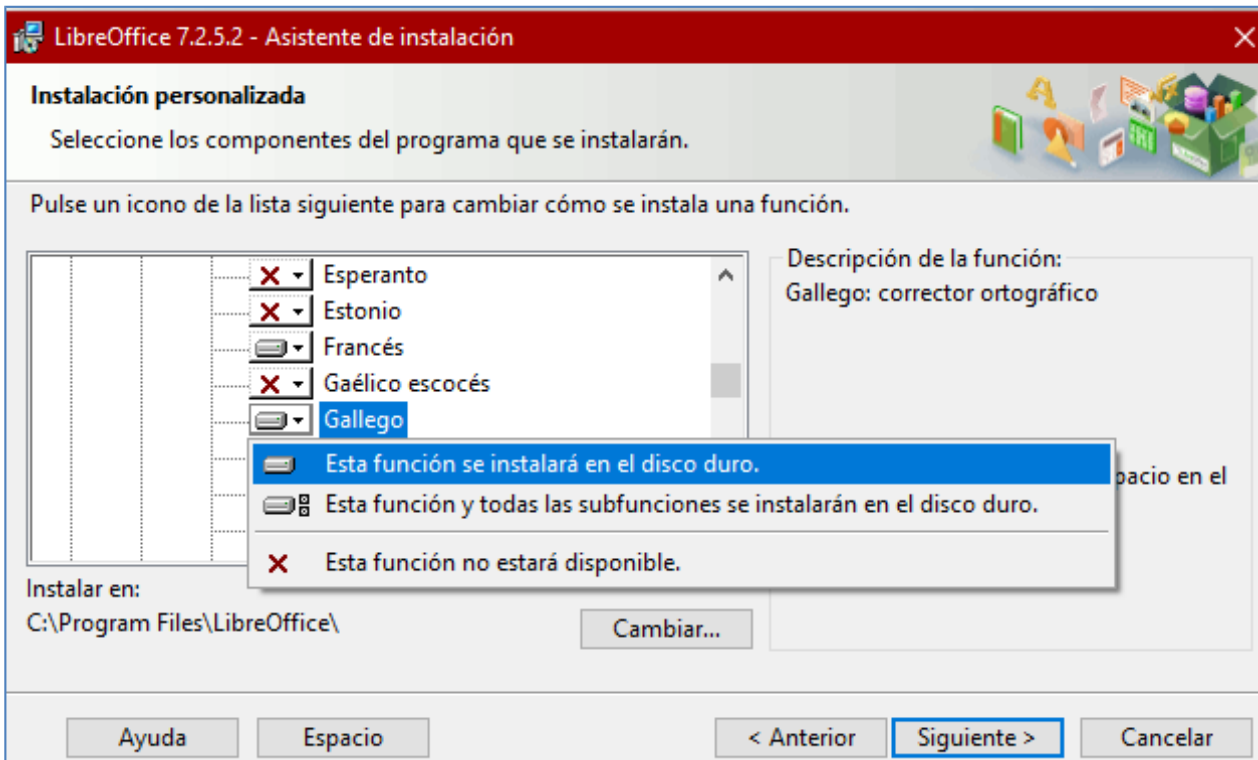 LibreOffice 7.2.5.2 - Asistente de instalación
Instalación personalizada
Seleccione los componentes del programa que se instalarán.
Pulse un icono de la lista siguiente para cambiar cómo se instala una función.
Esperanto
Estonio
Francés
Gaélico escocés
Gallego
Descripción de la función:
Gallego: corrector ortográfico
Esta función se instalará en el disco duro.
Esta función y todas las subfunciones se instalarán en el disco duro.
Esta función no estará disponible.
en el
Instalar en:
C:\Program Files\LibreOffice\
Cambiar...
Ayuda
Espacio
< Anterior
Siguiente >
Cancelar